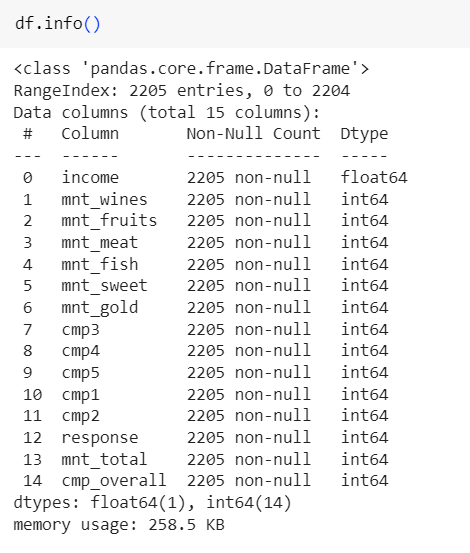 df.info()
<class 'pandas.core.frame.DataFrame'>
RangeIndex: 2205 entries, 0 to 2204
Data columns (total 15 columns):
 #   Column       Non-Null Count  Dtype
---  ------       --------------  -----
 0   income       2205 non-null   float64
 1   mnt_wines    2205 non-null   int64
 2   mnt_fruits   2205 non-null   int64
 3   mnt_meat     2205 non-null   int64
 4   mnt_fish     2205 non-null   int64
 5   mnt_sweet    2205 non-null   int64
 6   mnt_gold     2205 non-null   int64
 7   cmp3         2205 non-null   int64
 8   cmp4         2205 non-null   int64
 9   cmp5         2205 non-null   int64
 10  cmp1         2205 non-null   int64
 11  cmp2         2205 non-null   int64
 12  response     2205 non-null   int64
 13  mnt_total    2205 non-null   int64
 14  cmp_overall  2205 non-null   int64
dtypes: float64(1), int64(14)
memory usage: 258.5 KB